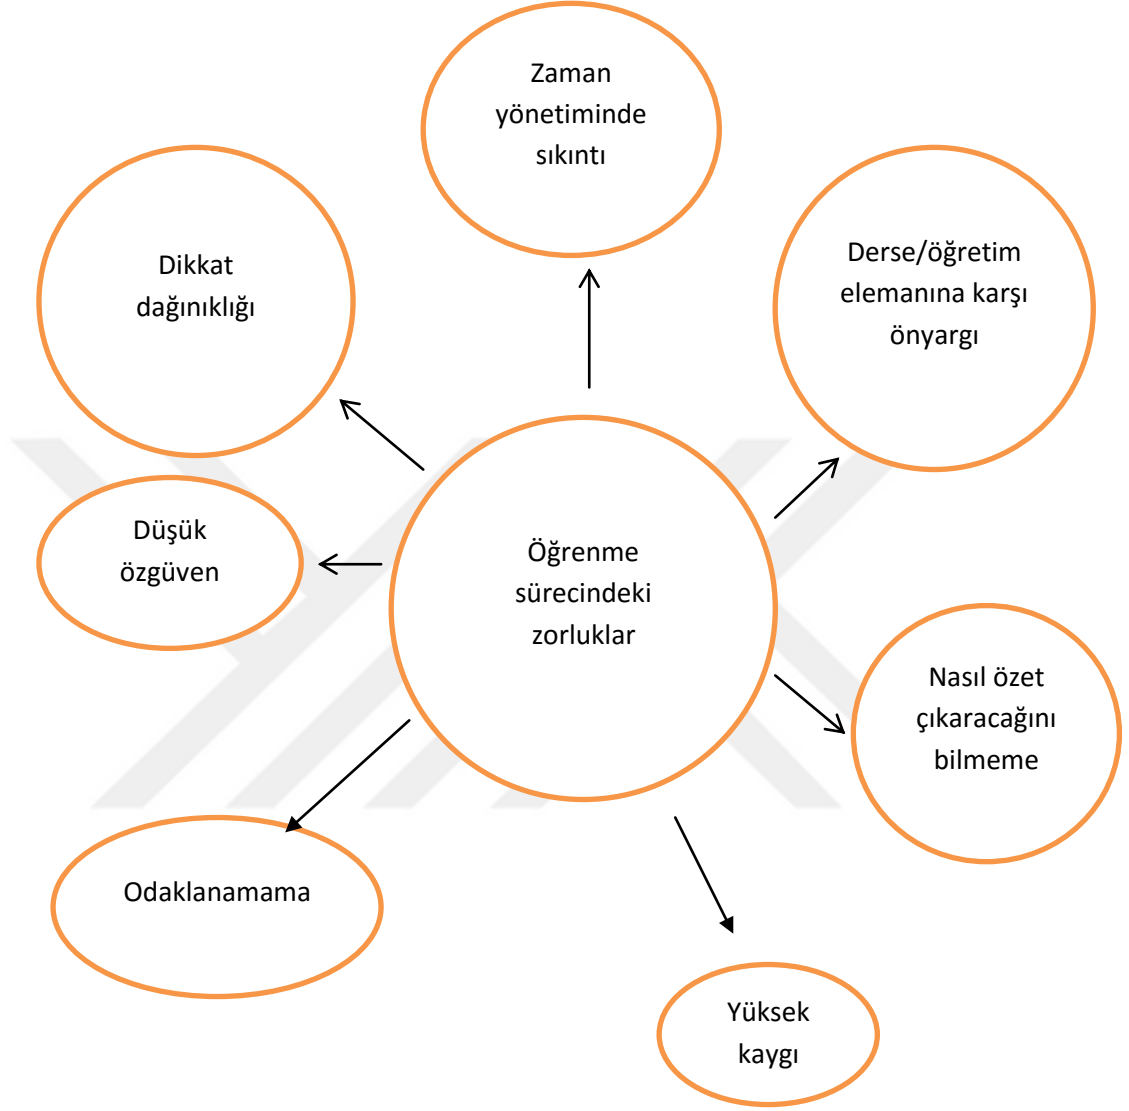 Zaman
yönetiminde
sıkıntı
Dikkat
dağınıklığı
Derse/öğretim
elemanına karşı
önyargı
Düşük
özgüven
Öğrenme
sürecindeki
zorluklar
Nasıl özet
çıkaracağını
bilmeme
Odaklanamama
Yüksek
kaygı